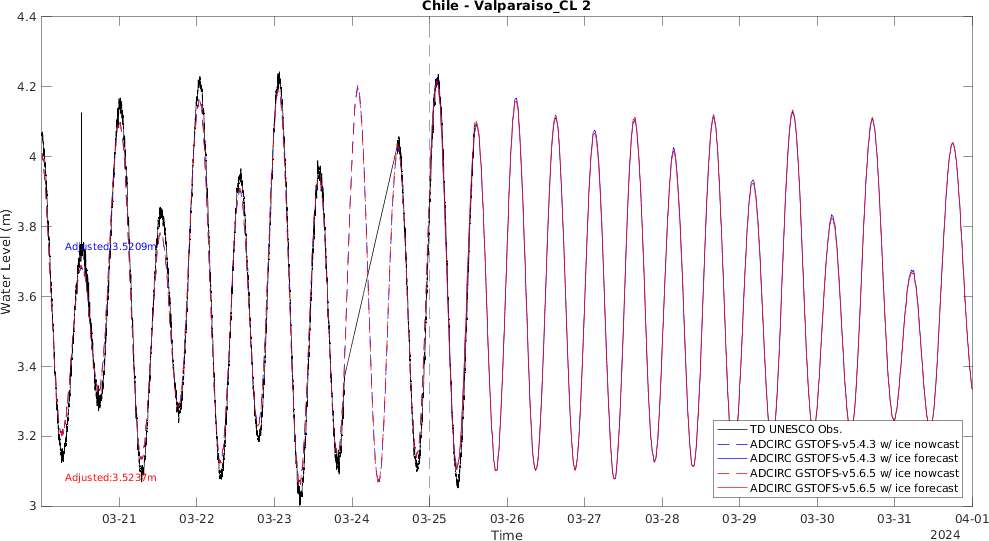 Chile - Valparaiso_CL 2
4.4
4.2
4
3.8
3.6
3.4
3.2
3
Water Level (m)
Adjusted:3.5209m
Adjusted:3.5237m
TD UNESCO Obs.
ADCIRC GSTOFS-v5.4.3 w/ ice nowcast
ADCIRC GSTOFS-v5.4.3 w/ ice forecast
ADCIRC GSTOFS-v5.6.5 w/ ice nowcast
ADCIRC GSTOFS-v5.6.5 w/ ice forecast
03-21 03-22 03-23 03-24 03-25 03-26 03-27 03-28 03-29 03-30 03-31 04-01
Time
2024